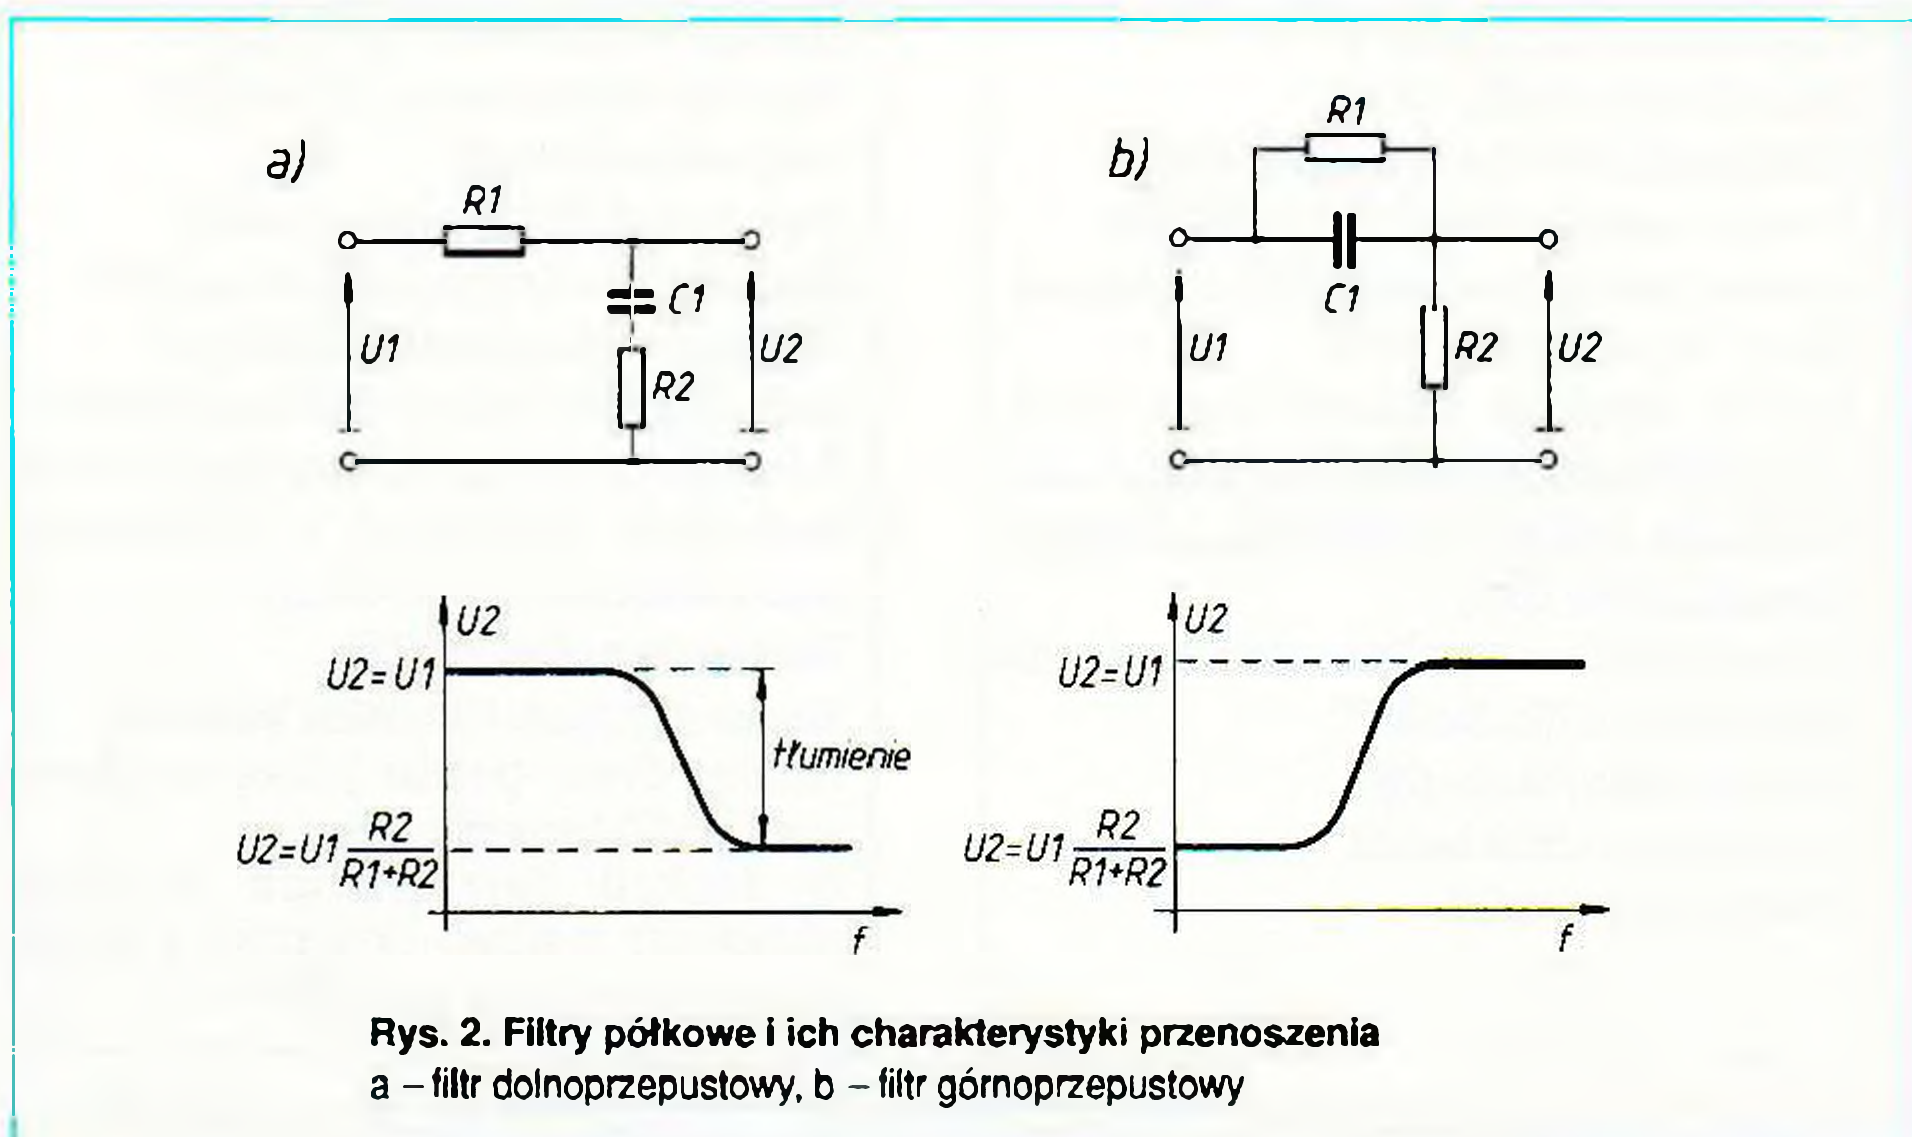 a)
R1
C1
R2
U1
U2
b)
R1
C1
R2
U1
U2
U2
U2=U1
tłumienie
U2=U1 R2
R1+R2
f
U2
U2=U1
U2=U1 R2
R1+R2
f
Rys. 2. Filtry półkowe i ich charakterystyki przenoszenia
a – filtr dolnoprzepustowy, b – filtr górnoprzepustowy